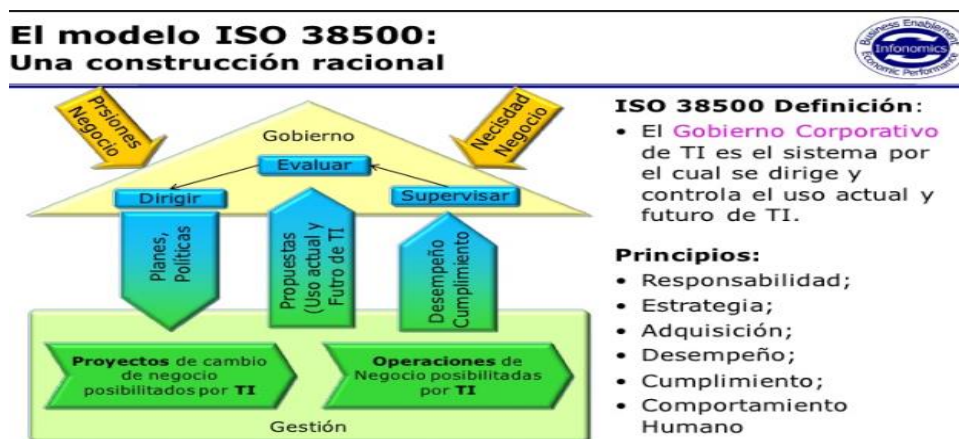 El modelo ISO 38500:
Una construcción racional
Business Enablement
Infonomics
Economic Performance
Prsiones
Negocio
Necisdad
Negocio
Gobierno
Evaluar
Dirigir
Supervisar
Planes,
Políticas
Propuestas
(Uso actual y
Futro de TI
Desempeño
Cumplimiento
Proyectos de cambio
de negocio
posibilitados por TI
Operaciones de
Negocio posibilitadas
por TI
Gestión
ISO 38500 Definición:
• El Gobierno Corporativo
de TI es el sistema por
el cual se dirige y
controla el uso actual y
futuro de TI.
Principios:
• Responsabilidad;
• Estrategia;
• Adquisición;
• Desempeño;
• Cumplimiento;
• Comportamiento
Humano